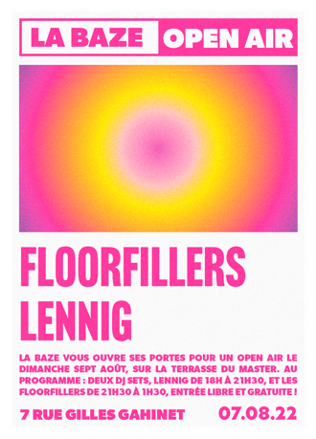 LA BAZE OPEN AIR
FLOORFILLERS
LENNIG
LA BAZE VOUS OUVRE SES PORTES POUR UN OPEN AIR LE
DIMANCHE SEPT AOÛT, SUR LA TERRASSE DU MASTER. AU
PROGRAMME : DEUX DJ SETS, LENNIG DE 18H À 21H30, ET LES
FLOORFILLERS DE 21H30 À 1H30, ENTRÉE LIBRE ET GRATUITE !
7 RUE GILLES GAHINET 07.08.22